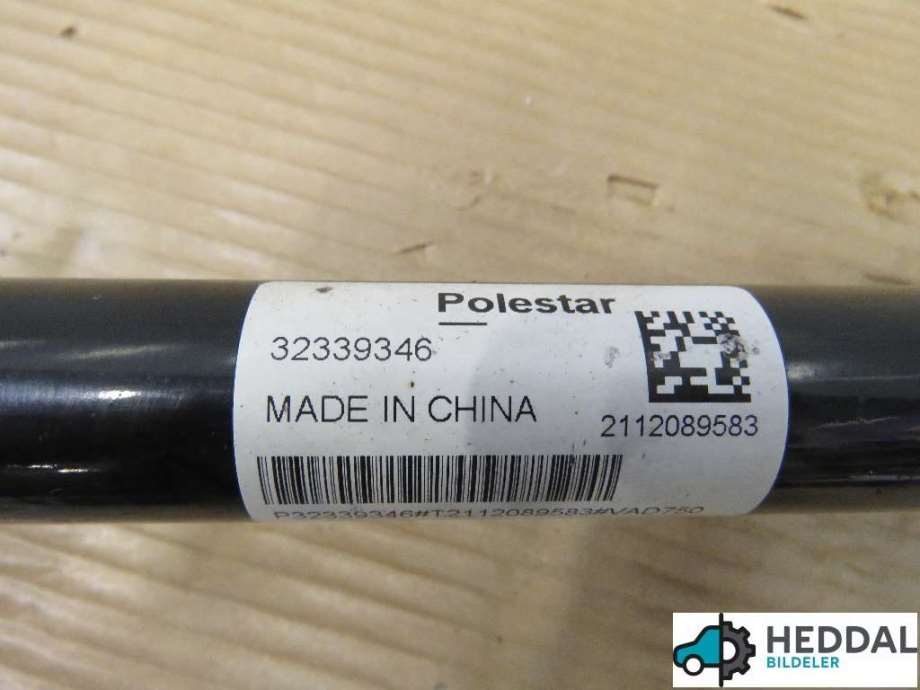 Polestar
32339346
MADE IN CHINA
2112089583
P32339346#T2112089583#VAD750
HEDDAL
BILDELER